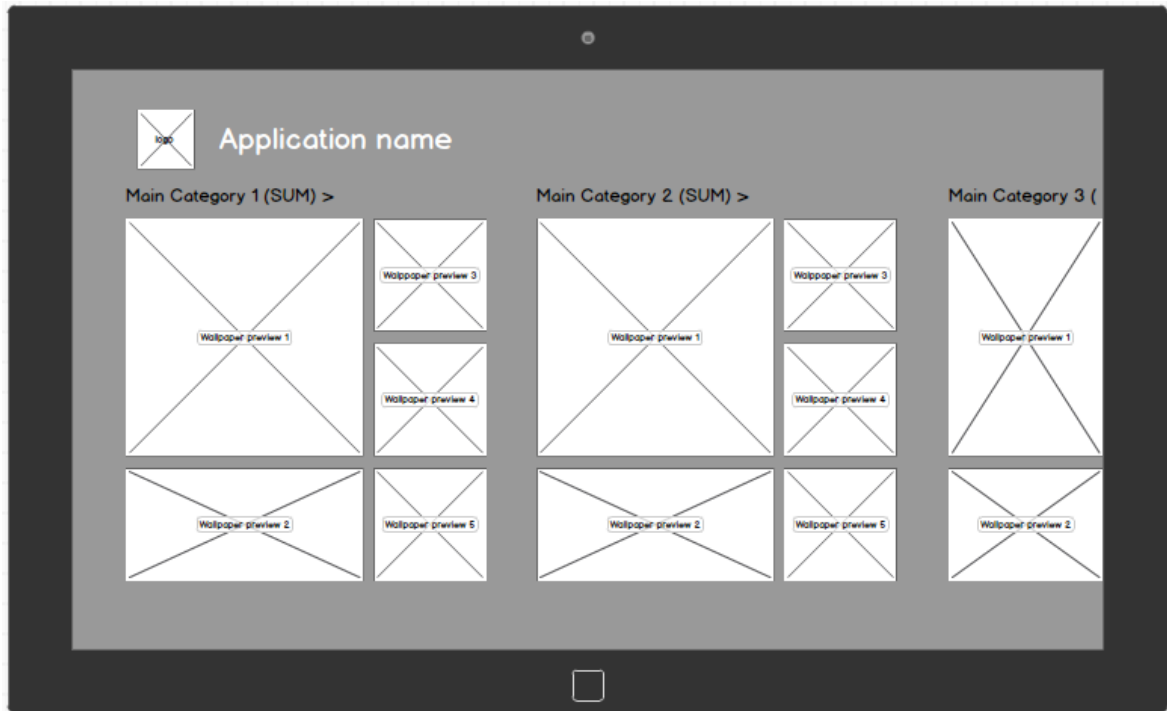 logo
Application name
Main Category 1 (SUM) >
Wallpaper preview 1
Walppaper preview 3
Wallpaper preview 4
Wallpaper preview 2
Wallpaper preview 5
Main Category 2 (SUM) >
Wallpaper preview 1
Walppaper preview 3
Wallpaper preview 4
Wallpaper preview 2
Wallpaper preview 5
Main Category 3 (
Wallpaper preview 1
Wallpaper preview 2